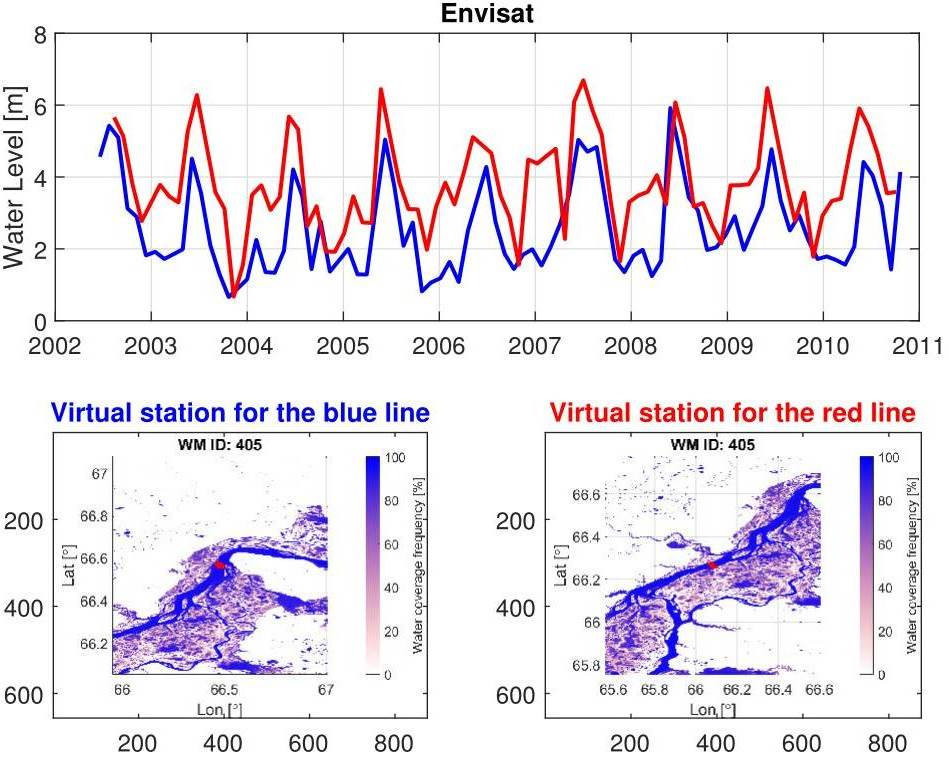 Envisat
Water Level [m]
8
6
4
2
0
2002 2003 2004 2005 2006 2007 2008 2009 2010 2011
Virtual station for the blue line
WM ID: 405
200
400
600
200 400 600 800
67
66.8
66.6
66.4
66.2
Lat [°]
66 66.5 67
Lon [°]
100
80
60
40
20
0
Water coverage frequency [%]
Virtual station for the red line
WM ID: 405
200
400
600
200 400 600 800
66.6
66.4
66.2
66
65.8
Lat [°]
65.6 65.8 66 66.2 66.4 66.6
Lon [°]
100
80
60
40
20
0
Water coverage frequency [%]